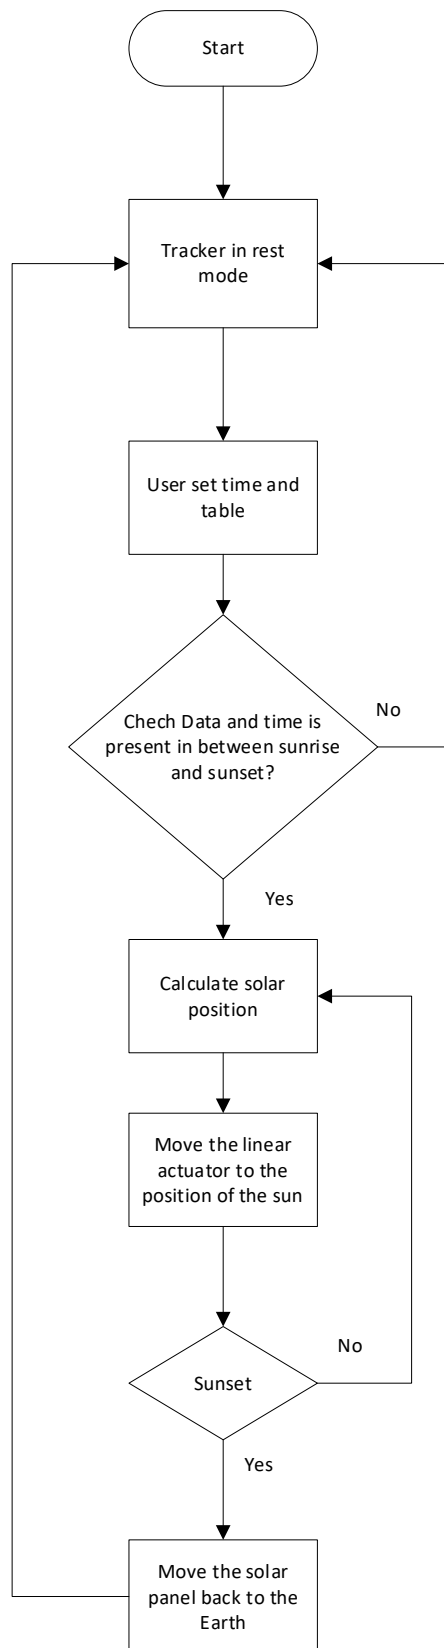 Start
Tracker in rest
mode
User set time and
table
Chech Data and time is
present in between sunrise
and sunset?
No
Yes
Calculate solar
position
Move the linear
actuator to the
position of the sun
No
Sunset
Yes
Move the solar
panel back to the
Earth